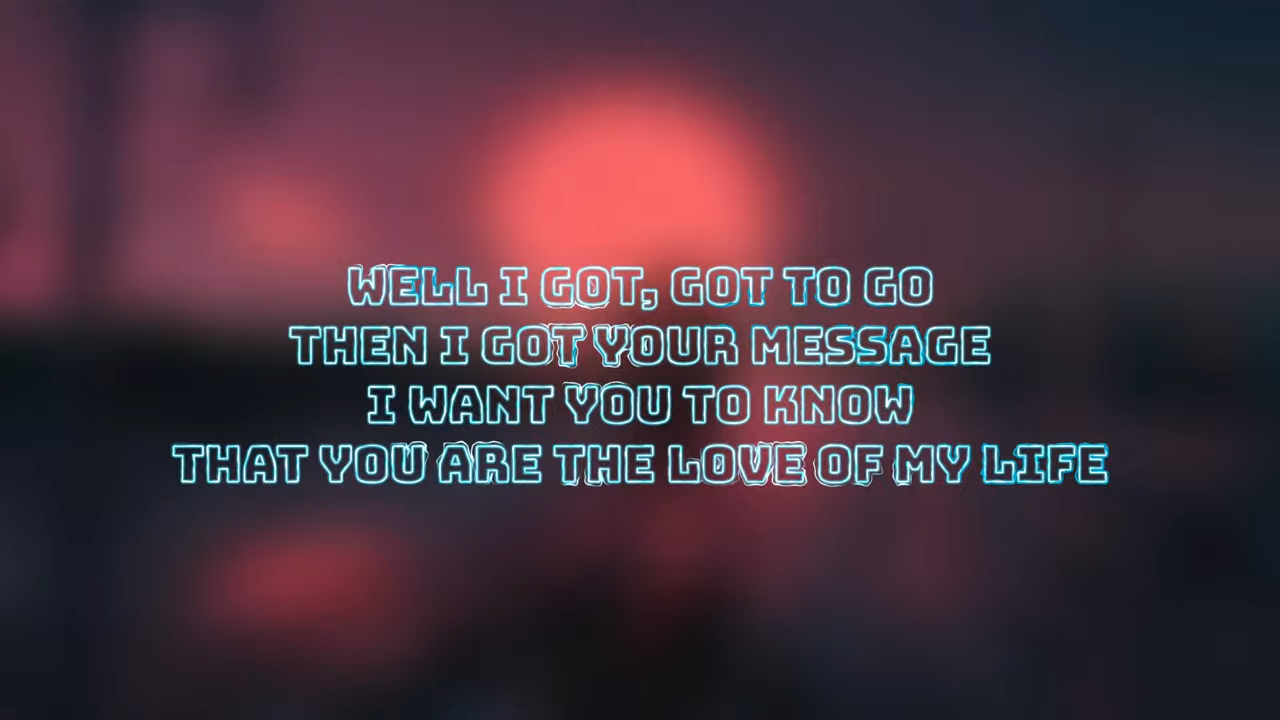 WELL I GOT, GOT TO GO
THEN I GOT YOUR MESSAGE
I WANT YOU TO KNOW
THAT YOU ARE THE LOVE OF MY LIFE